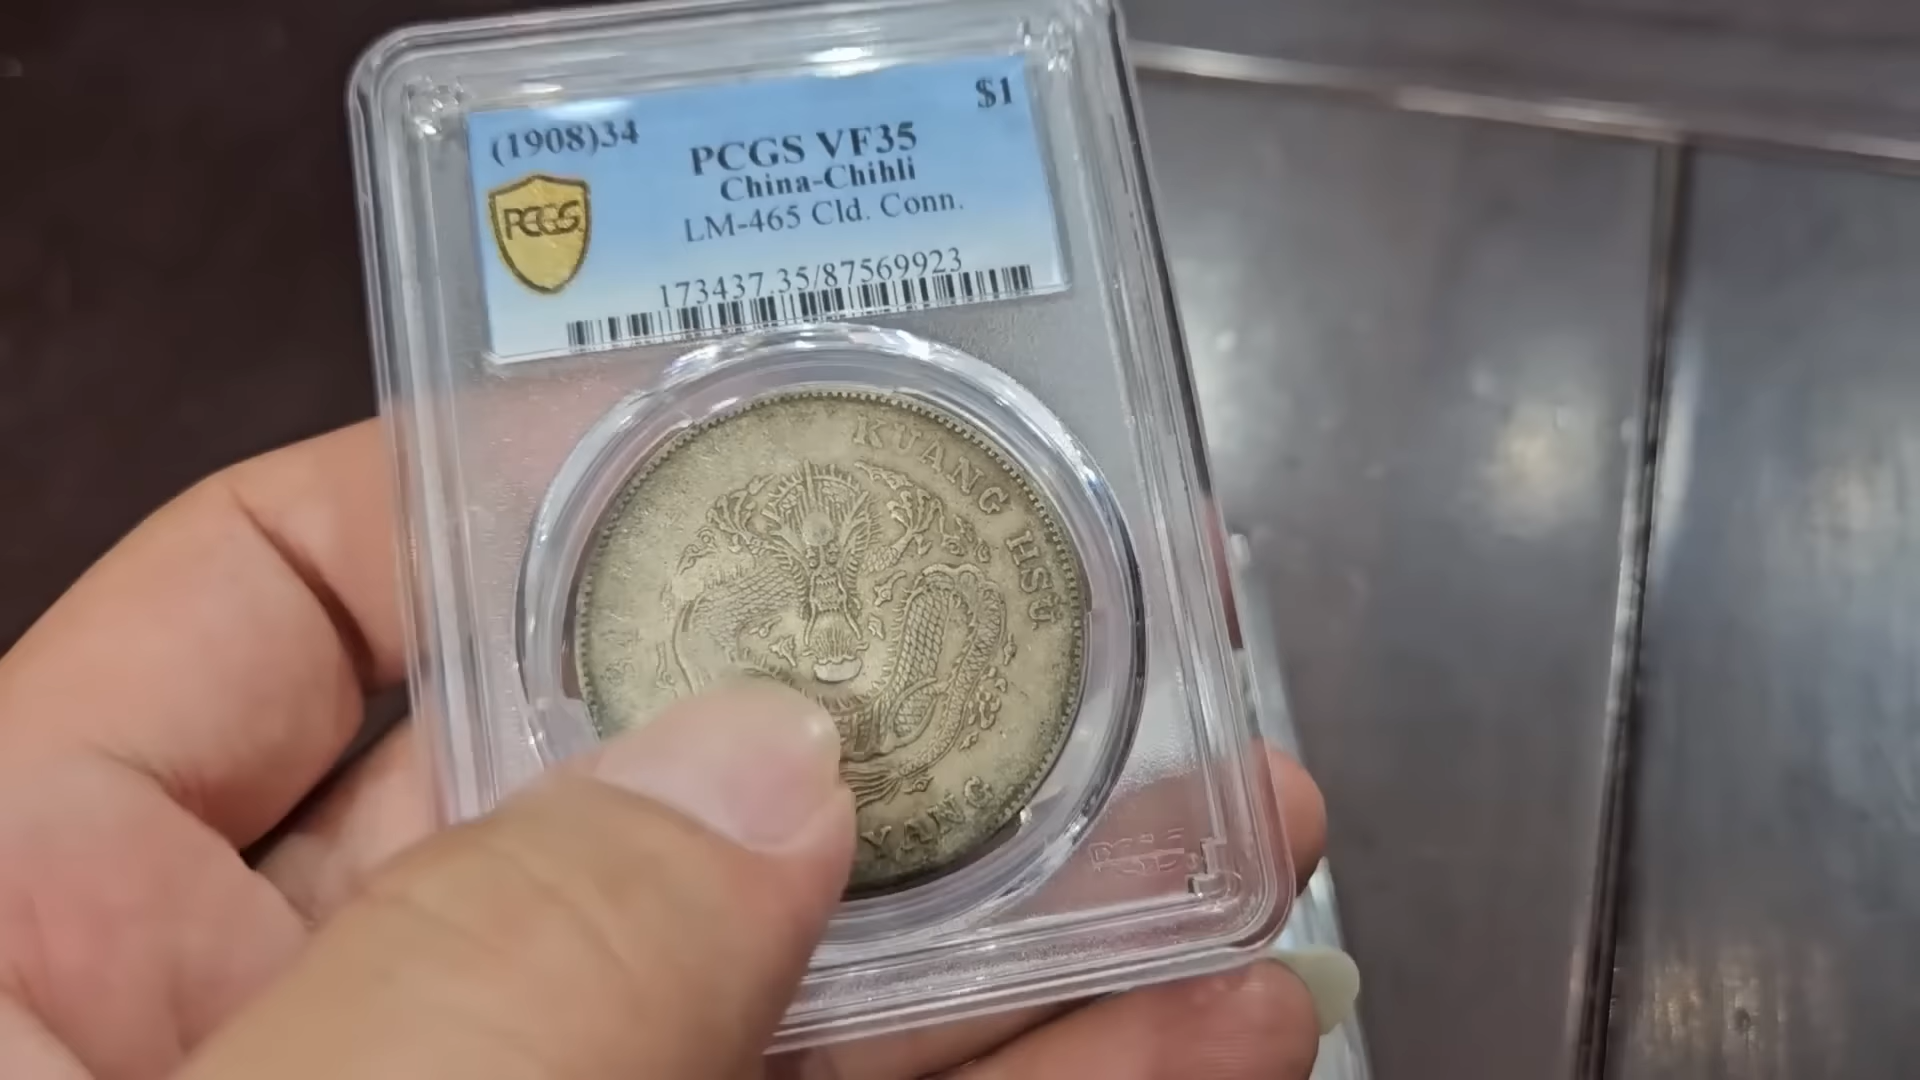 (1908)34
$1
PCGS VF35
China-Chihli
LM-465 Cld. Conn.
173437.35/87569923
PCGS
KUANG HSÜ
YANG